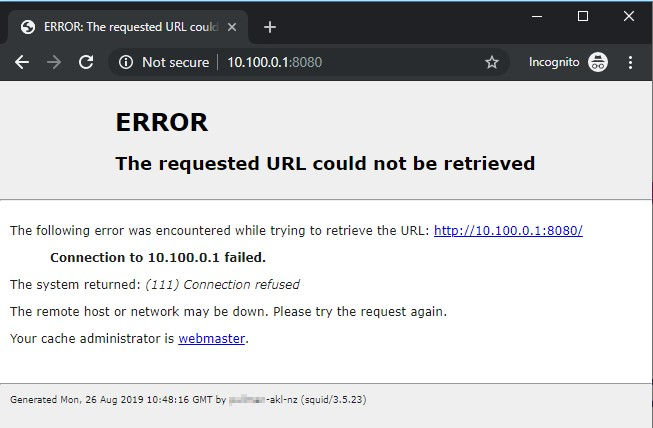 ERROR: The requested URL could
Not secure
10.100.0.1:8080
Incognito
ERROR
The requested URL could not be retrieved
The following error was encountered while trying to retrieve the URL: http://10.100.0.1:8080/
Connection to 10.100.0.1 failed.
The system returned: (111) Connection refused
The remote host or network may be down. Please try the request again.
Your cache administrator is webmaster.
Generated Mon, 26 Aug 2019 10:48:16 GMT by -akl-nz (squid/3.5.23)